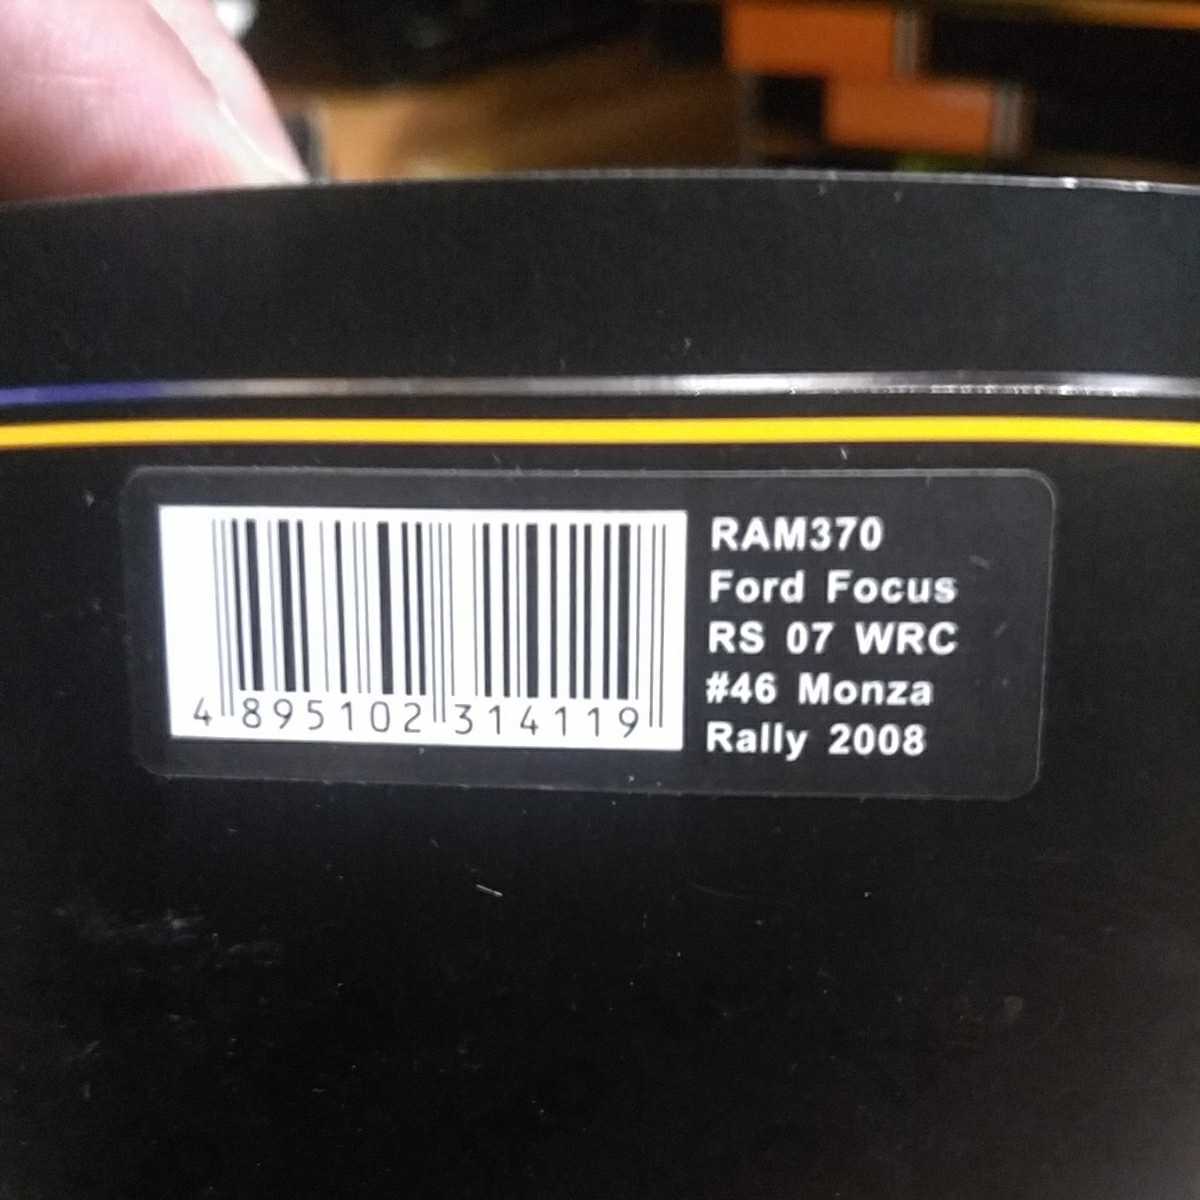 RAM370
Ford Focus
RS 07 WRC
#46 Monza
Rally 2008
4 895102 314119